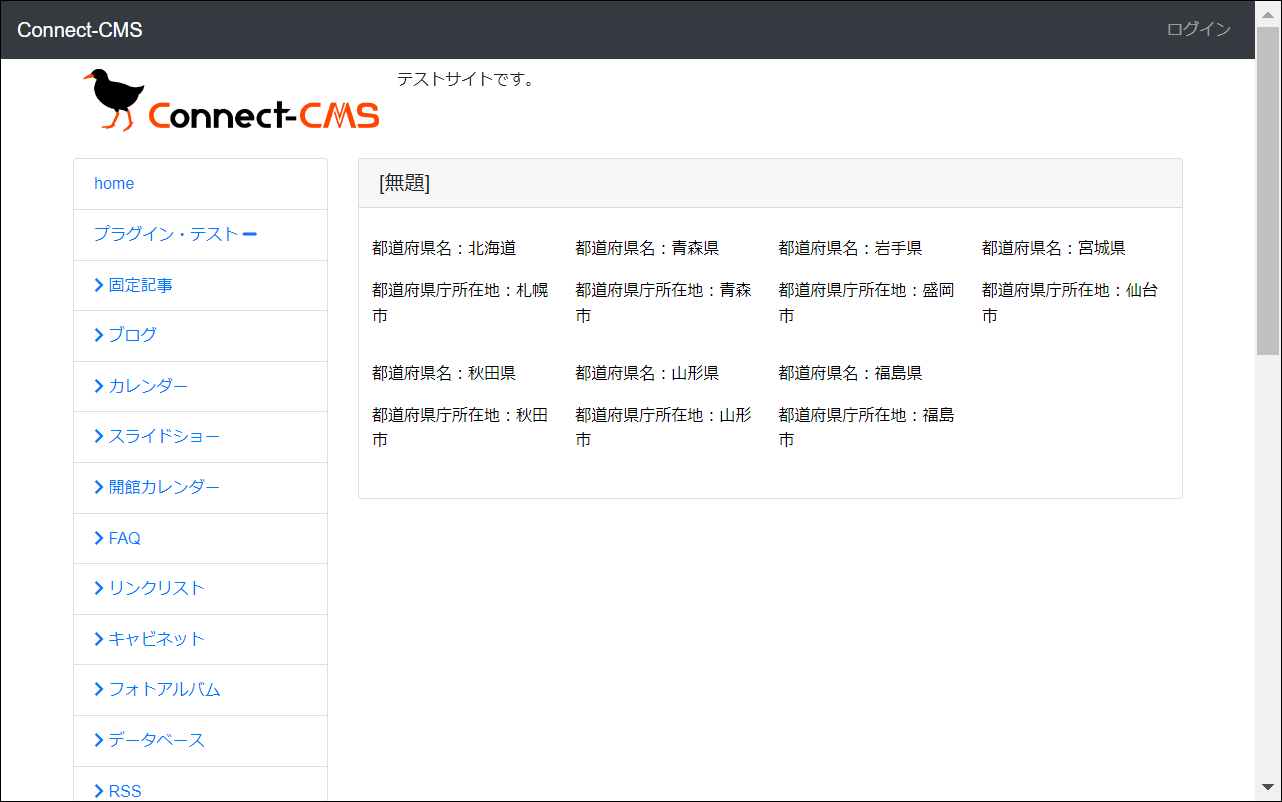 Connect-CMS
ログイン
Connect-CMS
テストサイトです。
home
プラグイン・テスト
固定記事
ブログ
カレンダー
スライドショー
開館カレンダー
FAQ
リンクリスト
キャビネット
フォトアルバム
データベース
RSS
[無題]
都道府県名：北海道
都道府県庁所在地：札幌
市
都道府県名：青森県
都道府県庁所在地：青森
市
都道府県名：岩手県
都道府県庁所在地：盛岡
市
都道府県名：宮城県
都道府県庁所在地：仙台
市
都道府県名：秋田県
都道府県庁所在地：秋田
市
都道府県名：山形県
都道府県庁所在地：山形
市
都道府県名：福島県
都道府県庁所在地：福島
市